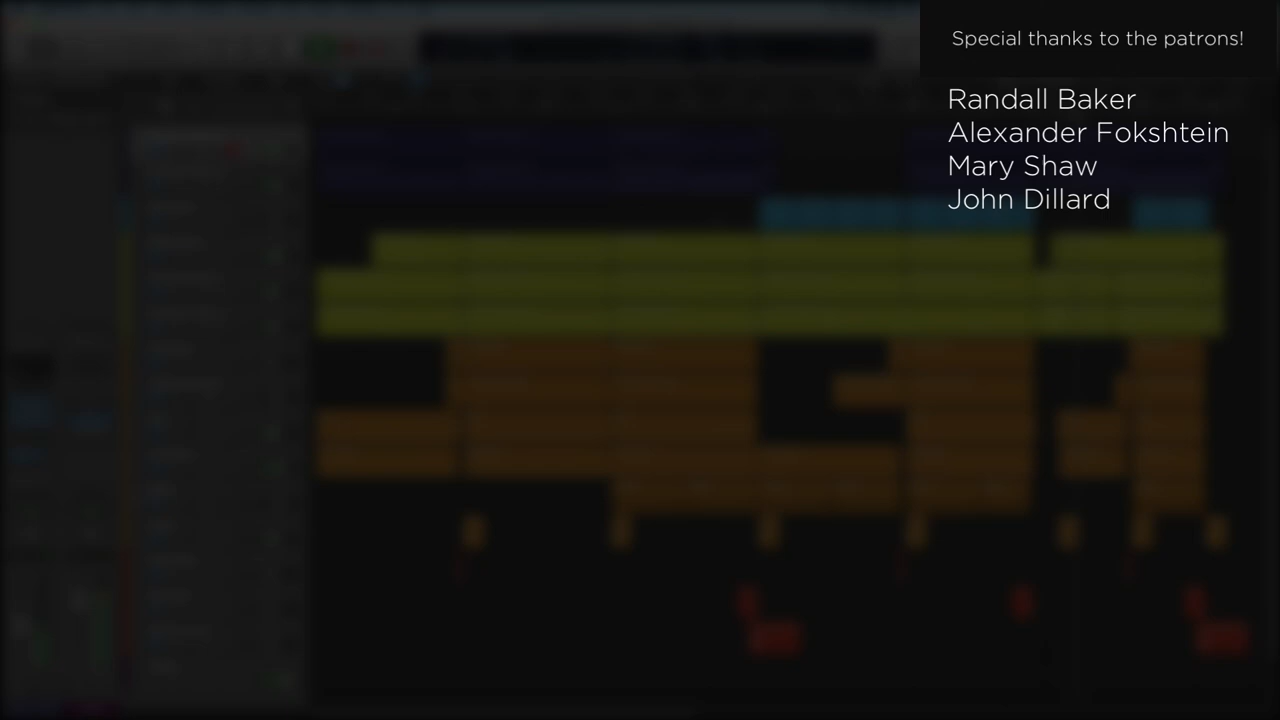 Special thanks to the patrons!
Randall Baker
Alexander Fokshtein
Mary Shaw
John Dillard